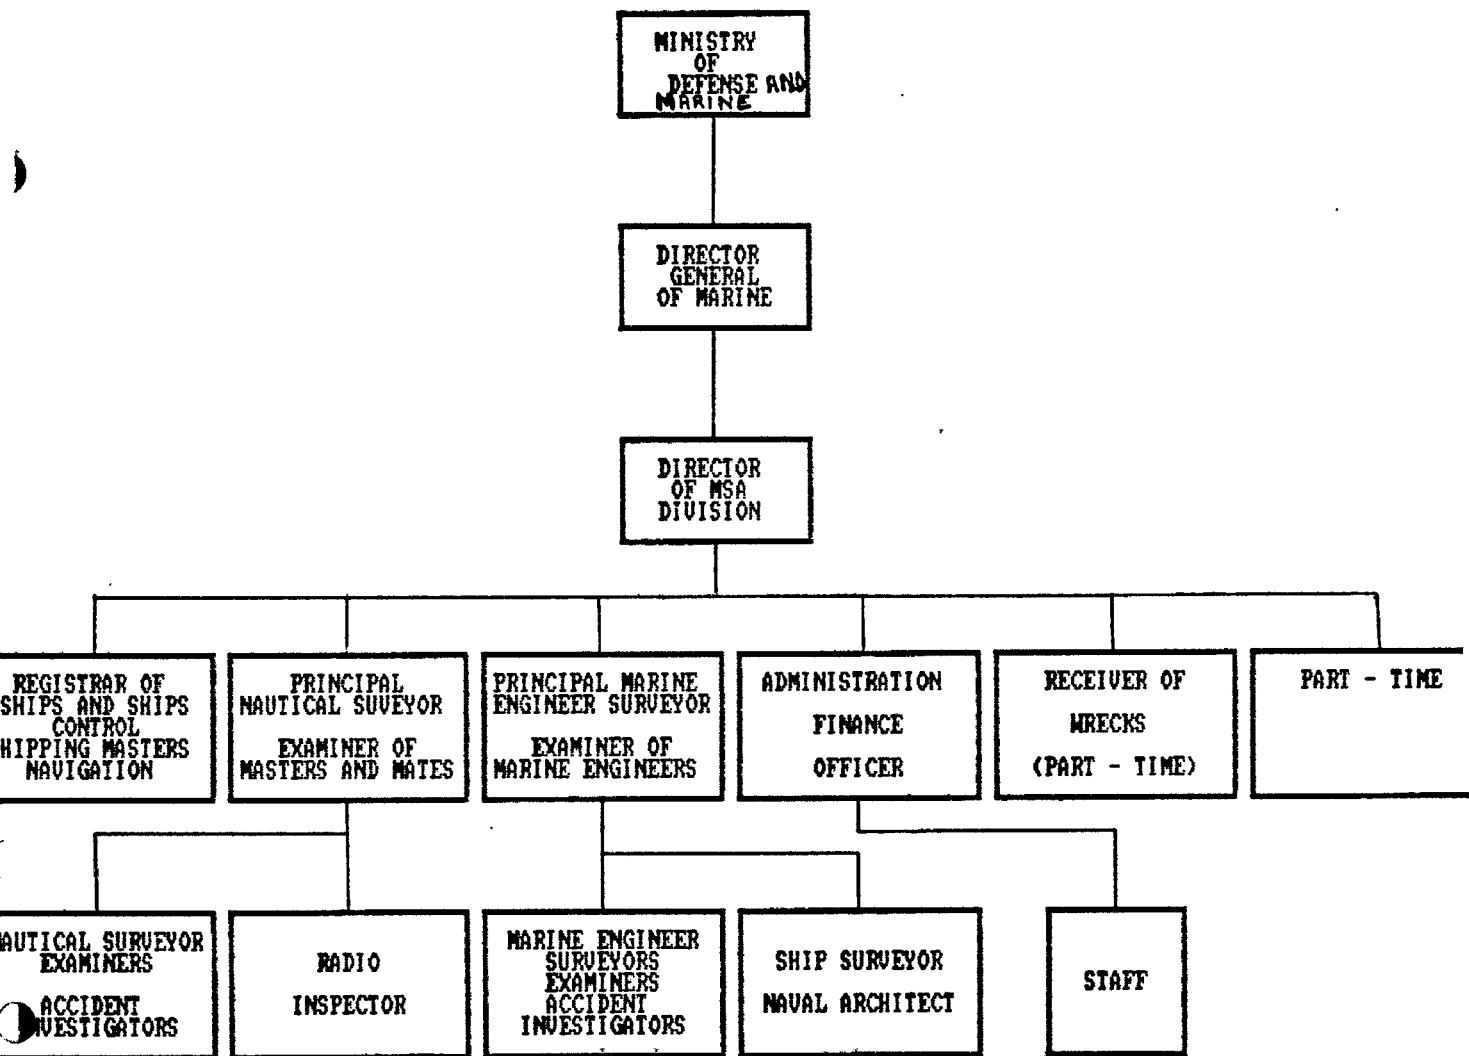 MINISTRY
OF
DEFENSE AND
MARINE
DIRECTOR
GENERAL
OF MARINE
DIRECTOR
OF MSA
DIVISION
REGISTRAR OF
SHIPS AND SHIPS
CONTROL
HIPPING MASTERS
NAVIGATION
PRINCIPAL
NAUTICAL SUVEYOR
EXAMINER OF
MASTERS AND MATES
PRINCIPAL MARINE
ENGINEER SURVEYOR
EXAMINER OF
MARINE ENGINEERS
ADMINISTRATION
FINANCE
OFFICER
RECEIVER OF
WRECKS
(PART - TIME)
PART - TIME
AUTICAL SURVEYOR
EXAMINERS
ACCIDENT
VESTIGATORS
RADIO
INSPECTOR
MARINE ENGINEER
SURVEYORS
EXAMINERS
ACCIDENT
INVESTIGATORS
SHIP SURVEYOR
NAVAL ARCHITECT
STAFF